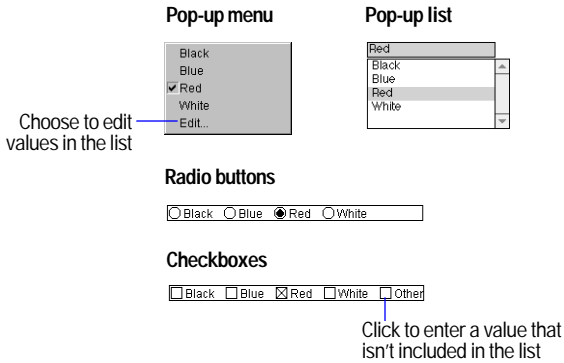 Pop-up menu
Pop-up list
Black
Blue
Red
White
Edit...
Choose to edit
values in the list
Red
Black
Blue
Red
White
Radio buttons
Black Blue Red White
Checkboxes
Black Blue Red White Other
Click to enter a value that
isn't included in the list